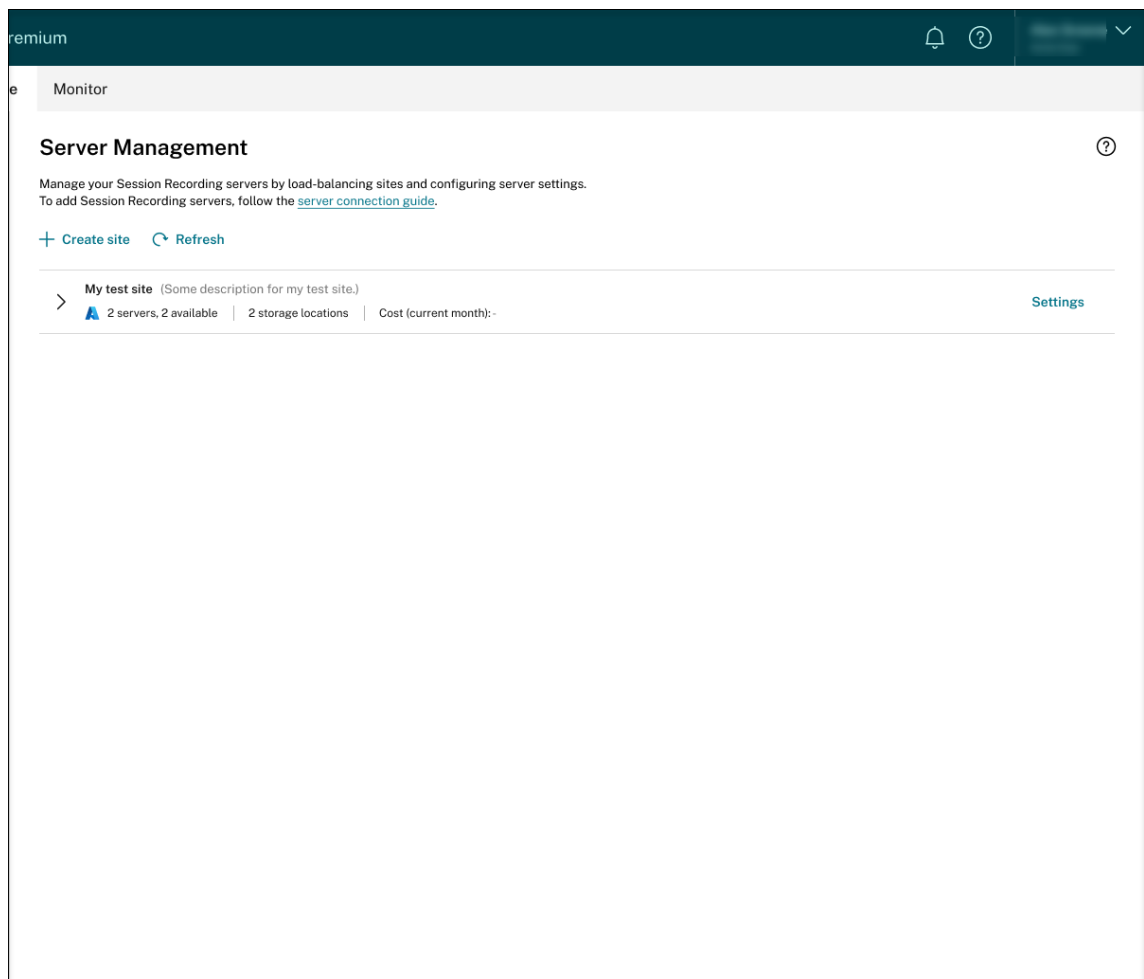 remium
e Monitor
Server Management
Manage your Session Recording servers by load-balancing sites and configuring server settings.
To add Session Recording servers, follow the server connection guide.
Create site Refresh
My test site (Some description for my test site.)
2 servers, 2 available 2 storage locations Cost (current month): -
Settings